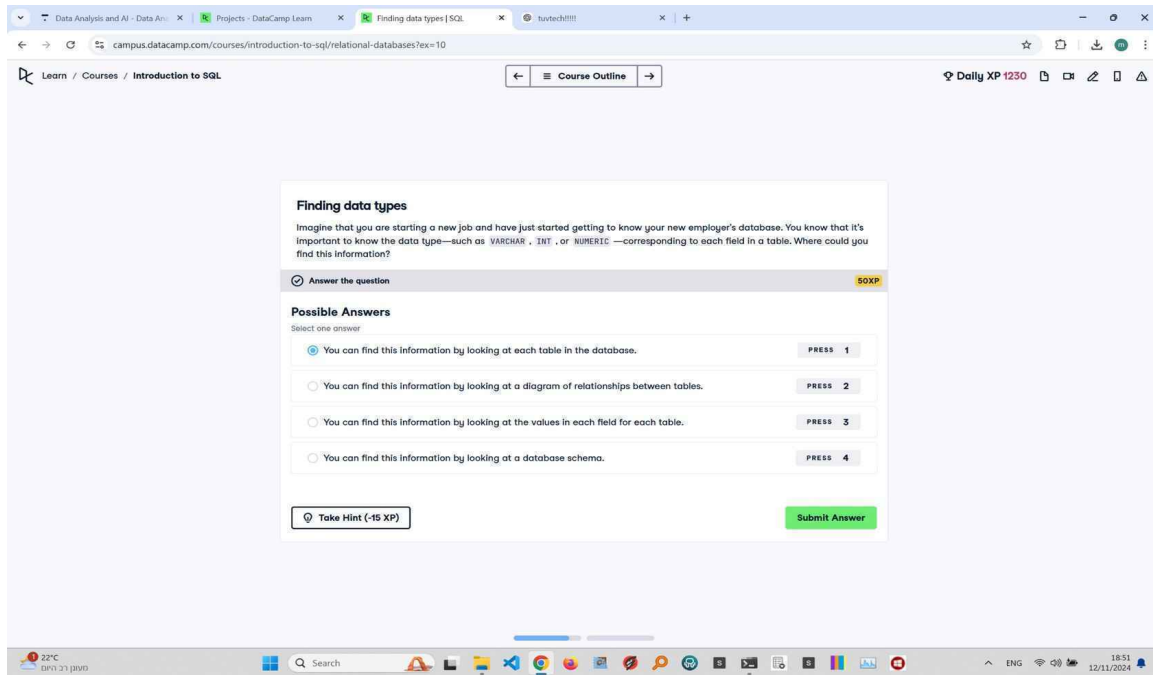 Data Analysis and AI - Data An
Projects - DataCamp Learn
Finding data types | SQL
tuvtech!!!!!
campus.datacamp.com/courses/introduction-to-sql/relational-databases?ex=10
Learn / Courses / Introduction to SQL
Course Outline
Daily XP 1230
Finding data types
Imagine that you are starting a new job and have just started getting to know your new employer's database. You know that it's
important to know the data type—such as VARCHAR , INT , or NUMERIC —corresponding to each field in a table. Where could you
find this information?
Answer the question
50XP
Possible Answers
Select one answer
You can find this information by looking at each table in the database.
PRESS 1
You can find this information by looking at a diagram of relationships between tables.
PRESS 2
You can find this information by looking at the values in each field for each table.
PRESS 3
You can find this information by looking at a database schema.
PRESS 4
Take Hint (-15 XP)
Submit Answer
1
22°C
מעונן רב היום
Search
ENG
18:51
12/11/2024